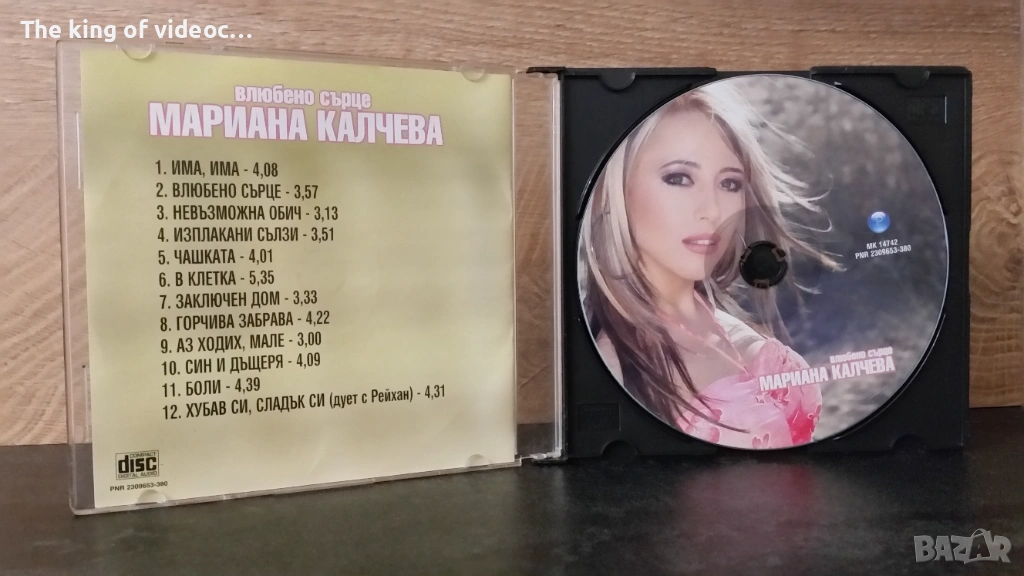 The king of videoc...
влюбено сърце
МАРИАНА КАЛЧЕВА
1. ИМА, ИМА - 4,08
2. ВЛЮБЕНО СЪРЦЕ - 3,57
3. НЕВЪЗМОЖНА ОБИЧ - 3,13
4. ИЗПЛАКАНИ СЪЛЗИ - 3,51
5. ЧАШКАТА - 4,01
6. В КЛЕТКА - 5,35
7. ЗАКЛЮЧЕН ДОМ - 3,33
8. ГОРЧИВА ЗАБРАВА - 4,22
9. АЗ ХОДИХ, МАЛЕ - 3,00
10. СИН И ДЪЩЕРЯ - 4,09
11. БОЛИ - 4,39
12. ХУБАВ СИ, СЛАДЪК СИ (дует с Рейхан) - 4,31
COMPACT
disc
DIGITAL AUDIO
PNR 2309653-380
МК 14742
PNR 2309653-380
влюбено сърце
МАРИАНА КАЛЧЕВА
BAZAR